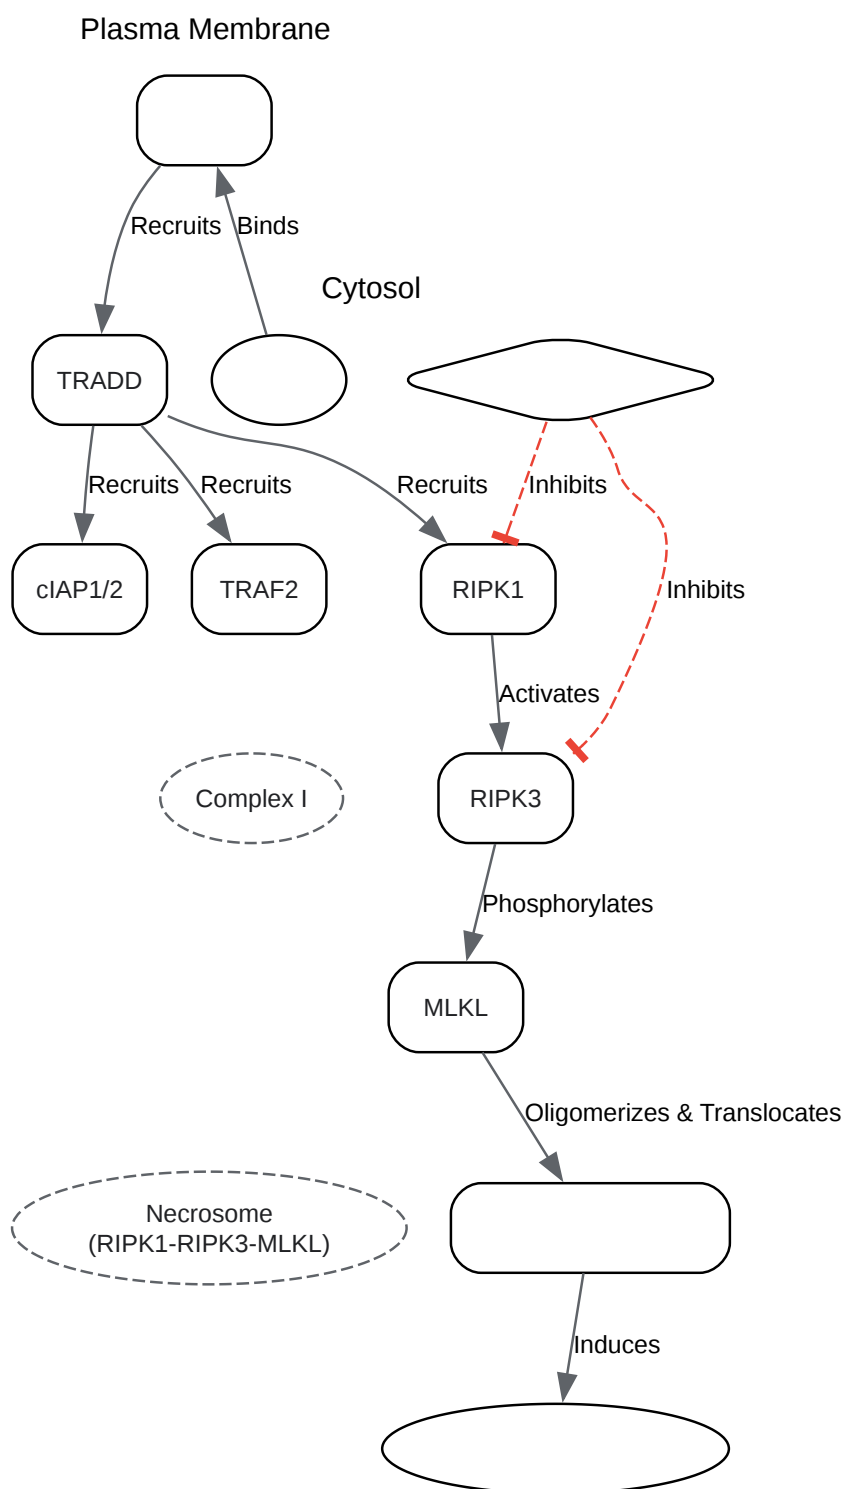 Plasma Membrane
Recruits
Binds
Cytosol
TRADD
Recruits
Recruits
Recruits
Inhibits
cIAP1/2
TRAF2
RIPK1
Inhibits
Activates
Complex I
RIPK3
Phosphorylates
MLKL
Oligomerizes & Translocates
Necrosome
(RIPK1-RIPK3-MLKL)
Induces